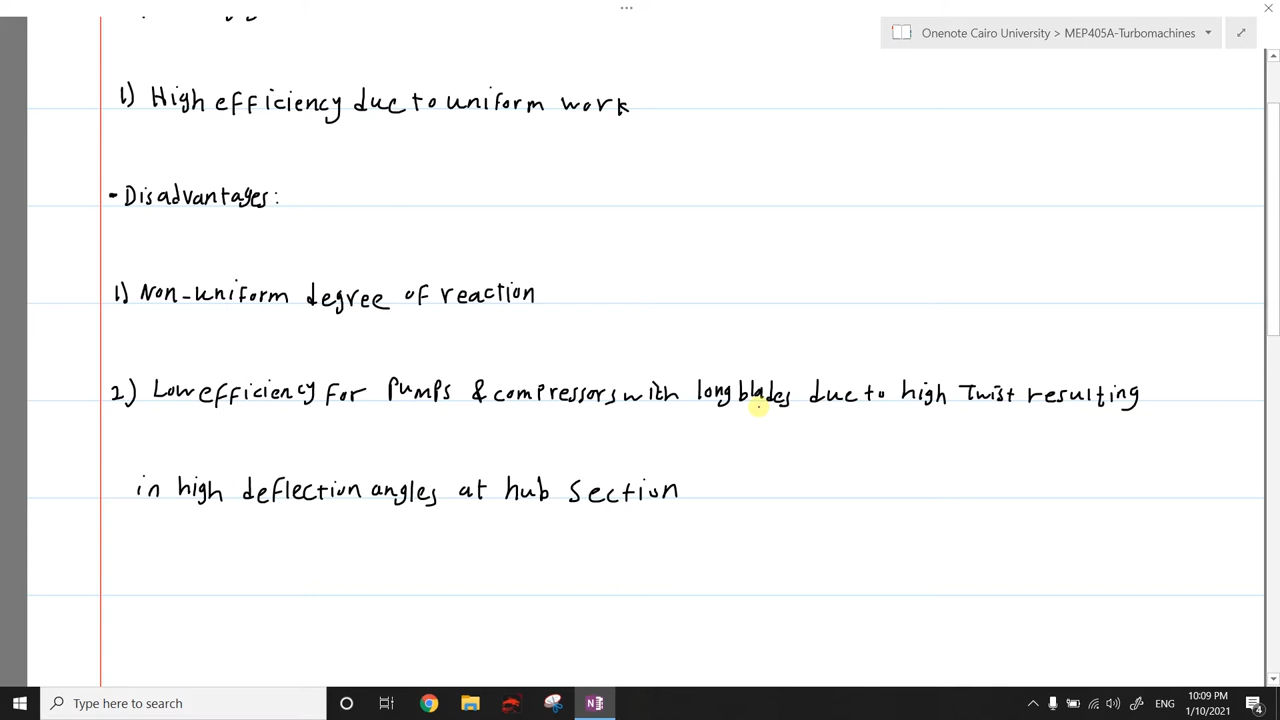 Onenote Cairo University > MEP405A-Turbomachines
1) High efficiency due to uniform work
- Disadvantages:
1) Non-uniform degree of reaction
2) Low efficiency for Pumps & compressors with long blades due to high Twist resulting
in high deflection angles at hub section
Type here to search
ENG
10:09 PM
1/10/2021
4